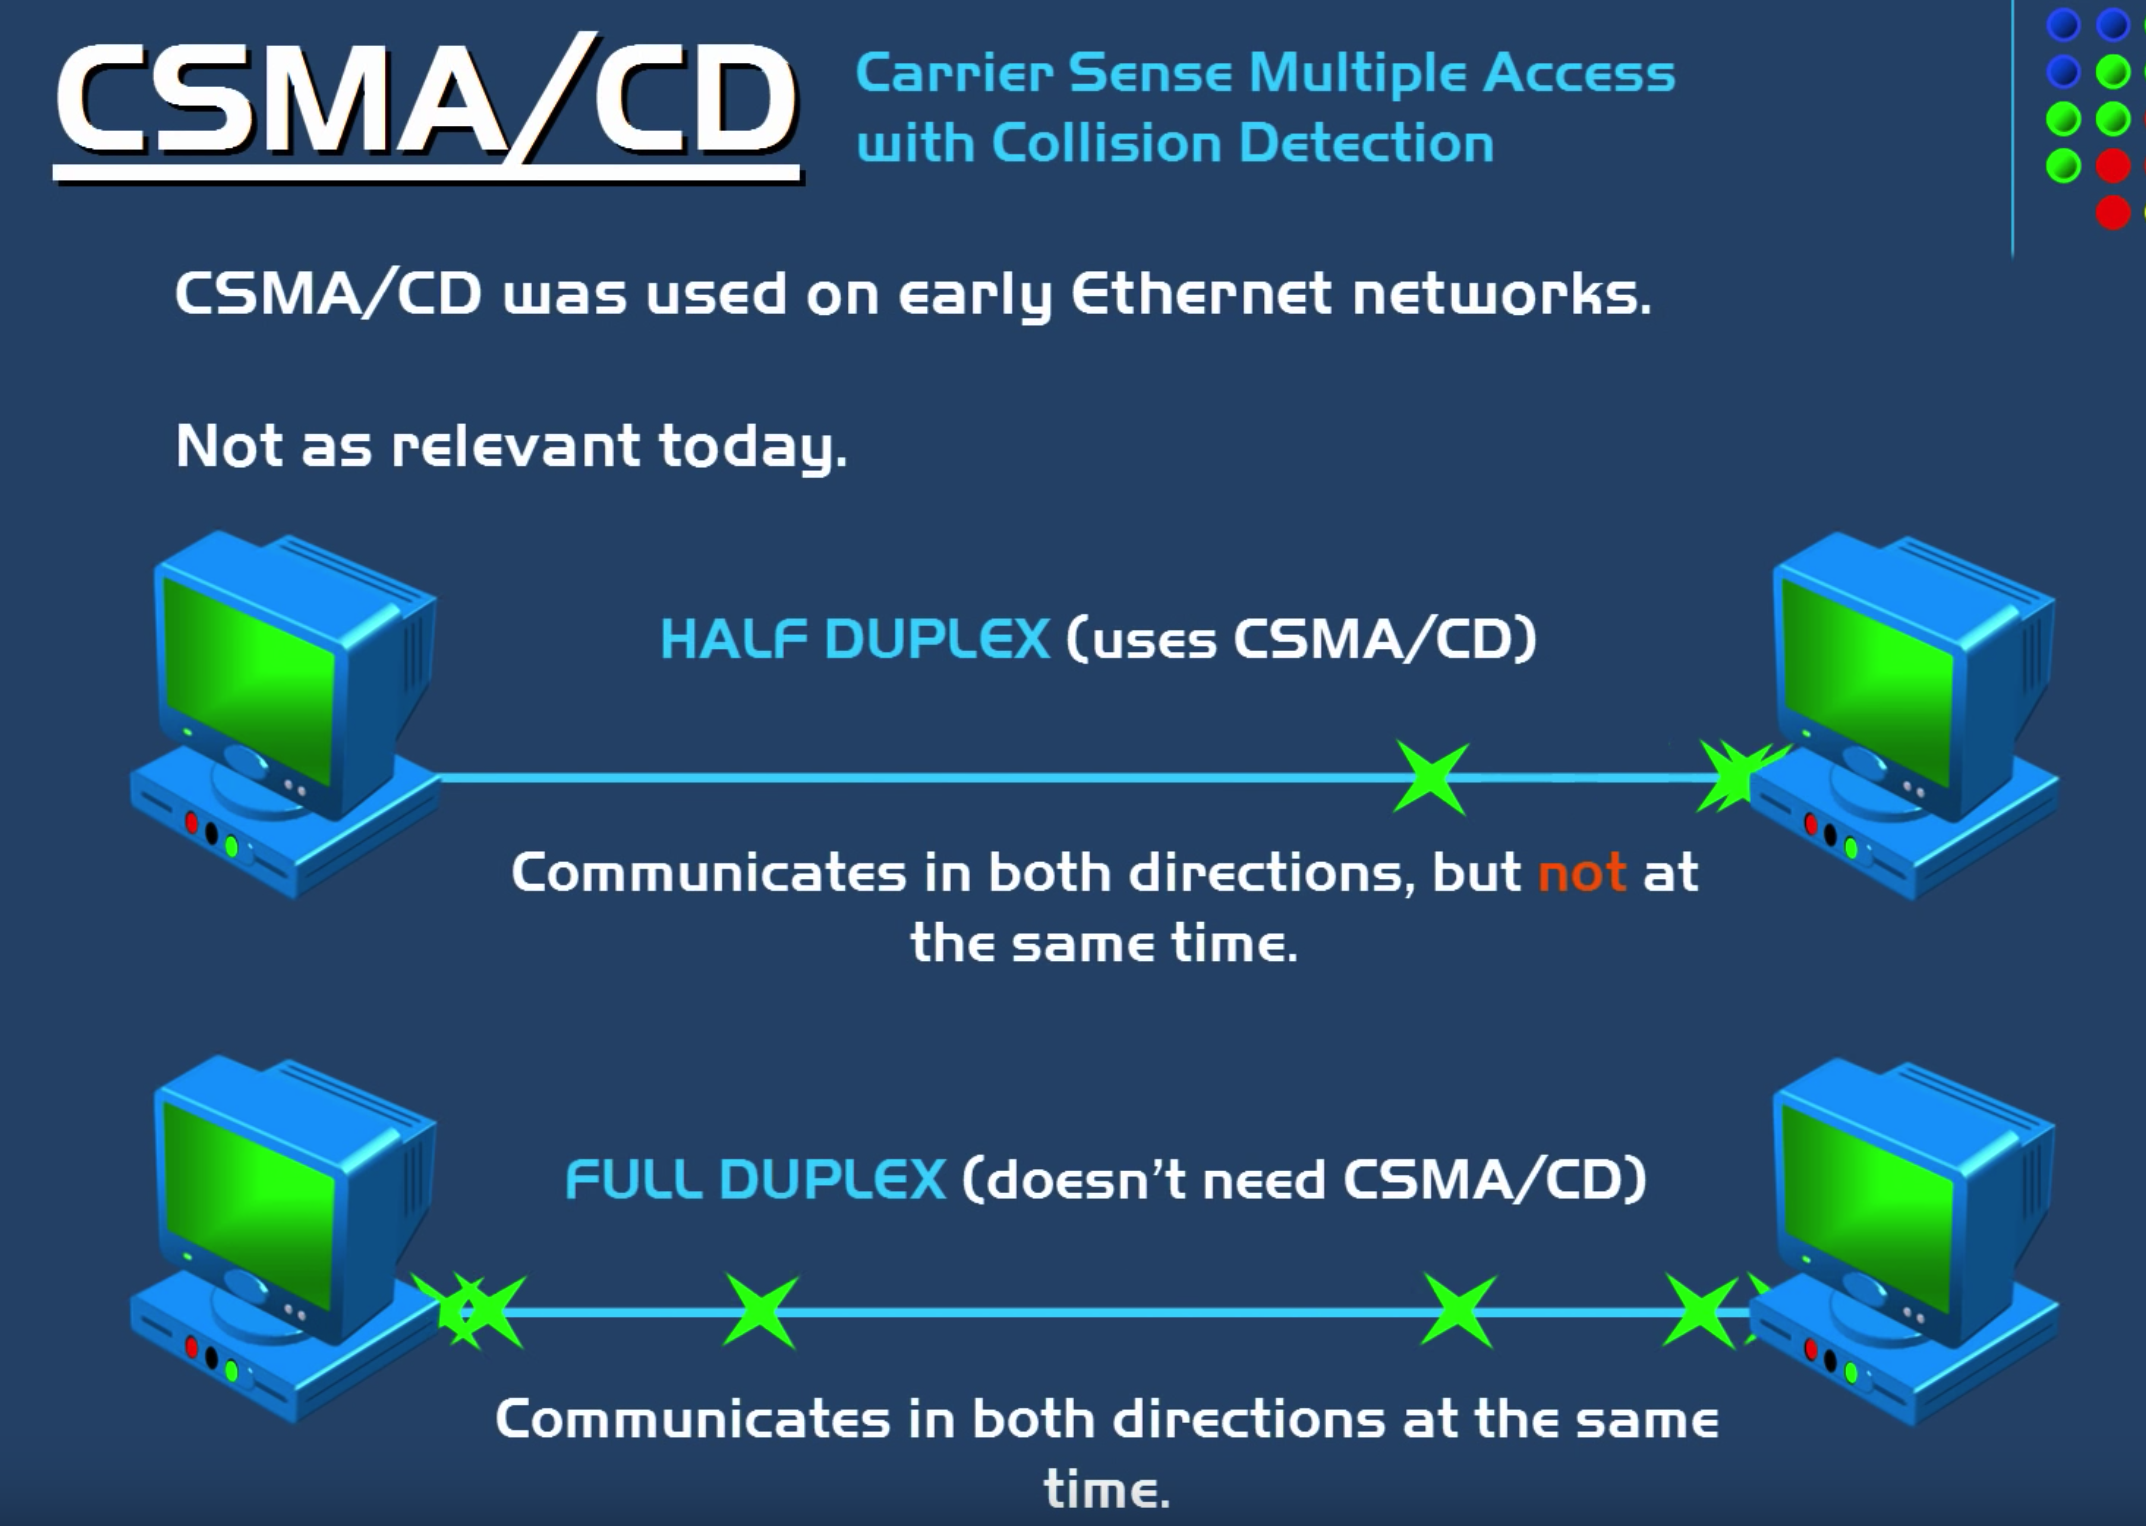 CSMA/CD
Carrier Sense Multiple Access
with Collision Detection
CSMA/CD was used on early Ethernet networks.
Not as relevant today.
HALF DUPLEX (uses CSMA/CD)
Communicates in both directions, but not at
the same time.
FULL DUPLEX (doesn't need CSMA/CD)
Communicates in both directions at the same
time.